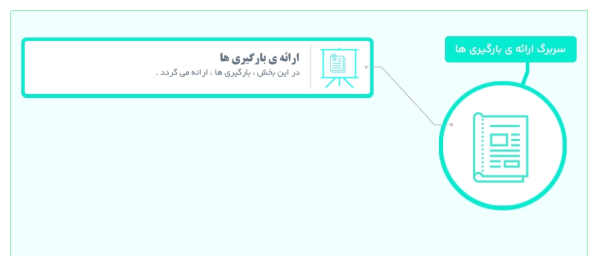 سربرگ ارائه ی بارگیری ها
ارائه ی بارگیری ها
در این بخش ، بارگیری ها ، ارائه می گردد .